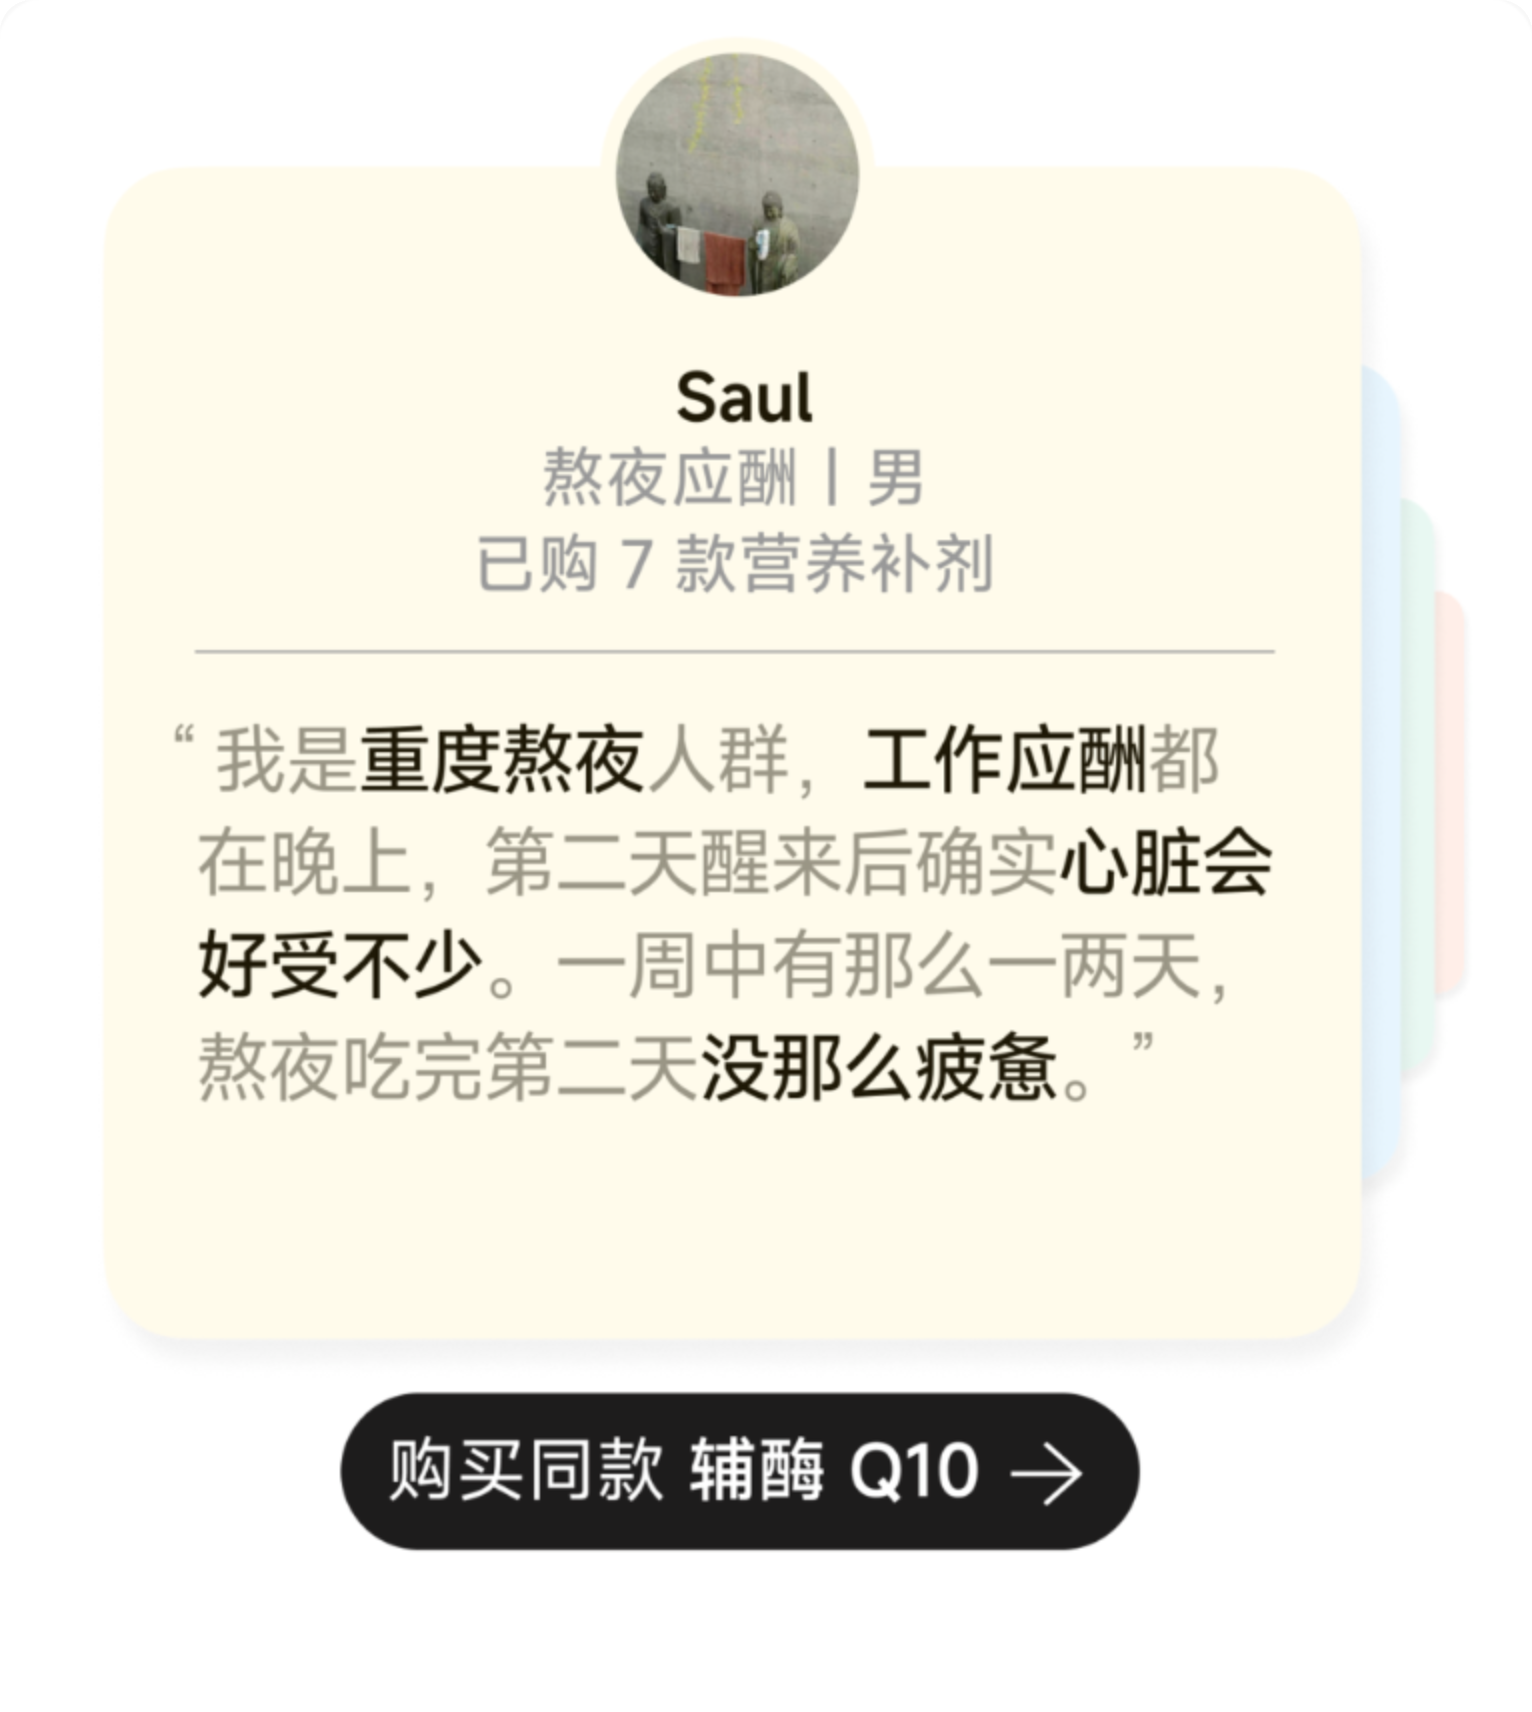 Saul
熬夜应酬丨男
已购 7 款营养补剂
“我是重度熬夜人群，工作应酬都
在晚上，第二天醒来后确实心脏会
好受不少。一周中有那么一两天，
熬夜吃完第二天没那么疲惫。”
购买同款 辅酶 Q10 →